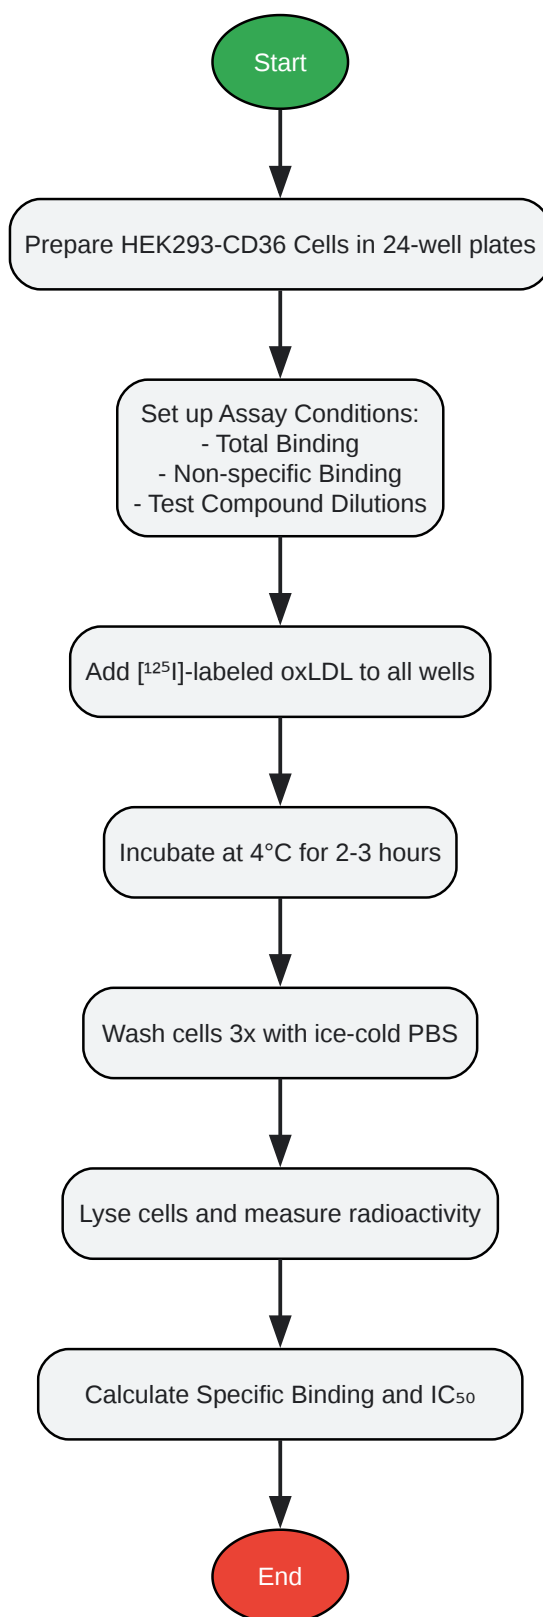 Start
Prepare HEK293-CD36 Cells in 24-well plates
Set up Assay Conditions:
- Total Binding
- Non-specific Binding
- Test Compound Dilutions
Add [¹²⁵I]-labeled oxLDL to all wells
Incubate at 4°C for 2-3 hours
Wash cells 3x with ice-cold PBS
Lyse cells and measure radioactivity
Calculate Specific Binding and IC₅₀
End